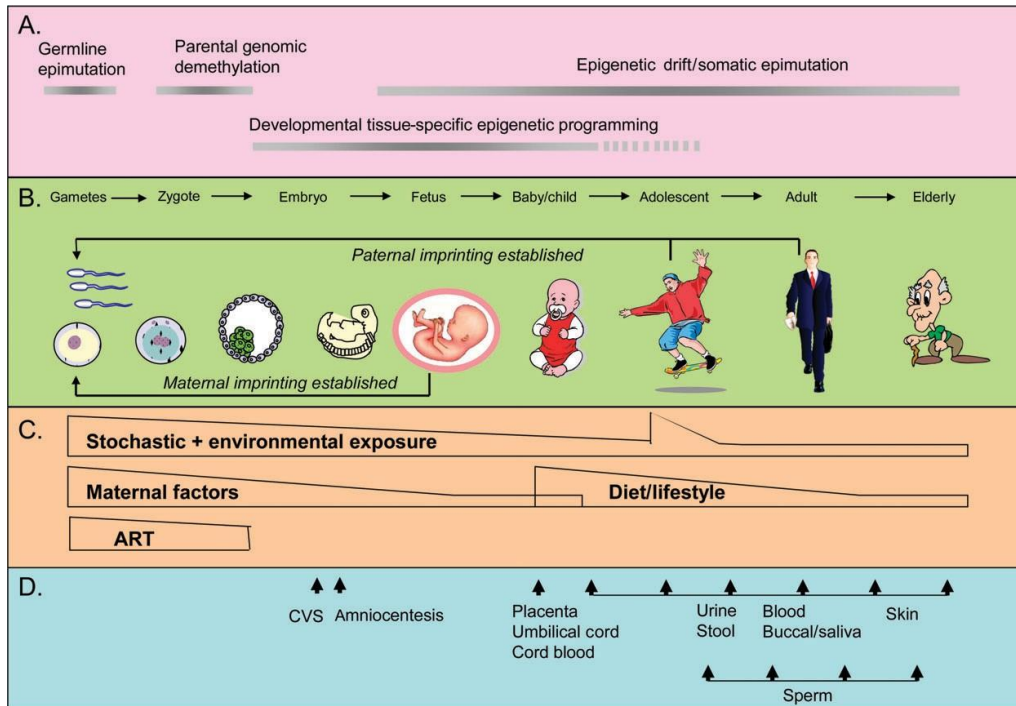 A.
Germline
epimutation
Parental genomic
demethylation
Epigenetic drift/somatic epimutation
Developmental tissue-specific epigenetic programming
B.
Gametes
Zygote
Embryo
Fetus
Baby/child
Adolescent
Adult
Elderly
Paternal imprinting established
Maternal imprinting established
C.
Stochastic + environmental exposure
Maternal factors
Diet/lifestyle
ART
D.
CVS
Amniocentesis
Placenta
Umbilical cord
Cord blood
Urine
Stool
Blood
Buccal/saliva
Skin
Sperm